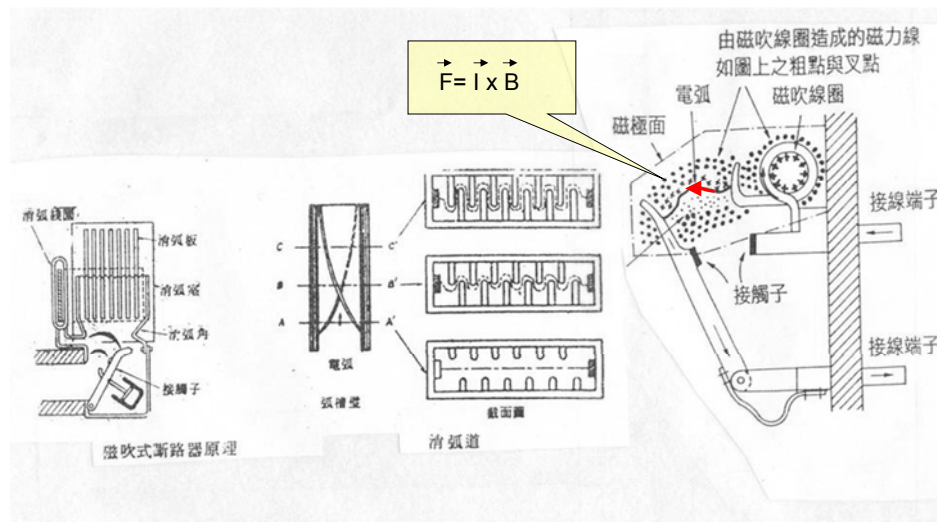 F= I x B
由磁吹線圈造成的磁力線
如圖上之粗點與叉點
電弧
磁吹線圈
磁極面
接線端子
接觸子
接線端子
消弧线圈
消弧板
消弧室
消弧角
接觸子
磁吹式斷路器原理
C
B
A
C'
B'
A'
電弧
弧槽壁
截面圖
消弧道